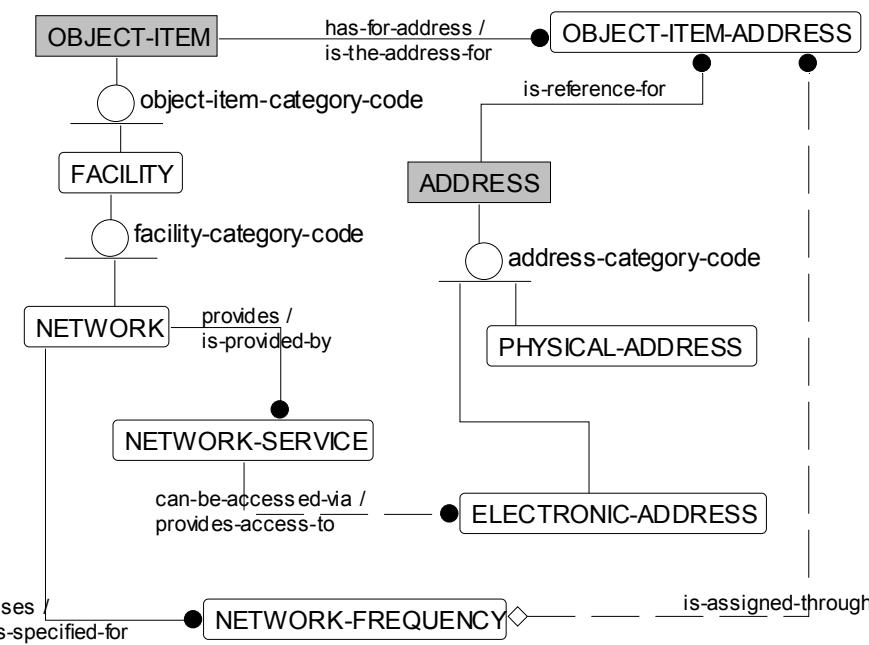 OBJECT-ITEM
has-for-address /
is-the-address-for
OBJECT-ITEM-ADDRESS
object-item-category-code
is-reference-for
FACILITY
ADDRESS
facility-category-code
address-category-code
NETWORK
provides /
is-provided-by
PHYSICAL-ADDRESS
NETWORK-SERVICE
can-be-accessed-via /
provides-access-to
ELECTRONIC-ADDRESS
ses /
s-specified-for
NETWORK-FREQUENCY
is-assigned-through